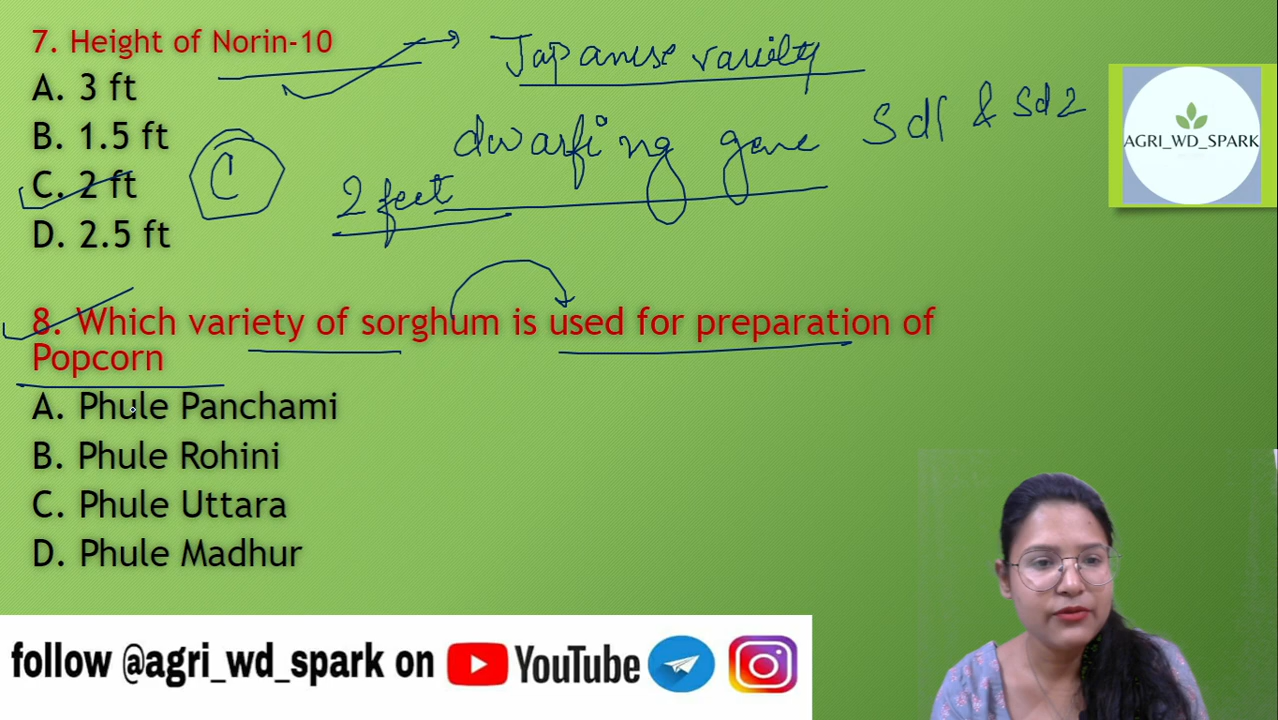 7. Height of Norin-10
Japanese variety
A. 3 ft
B. 1.5 ft
dwarfing gene Sd1 & Sd2
AGRI_WD_SPARK
C. 2 ft
C
2 feet
D. 2.5 ft
8. Which variety of sorghum is used for preparation of
Popcorn
A. Phule Panchami
B. Phule Rohini
C. Phule Uttara
D. Phule Madhur
follow @agri_wd_spark on YouTube